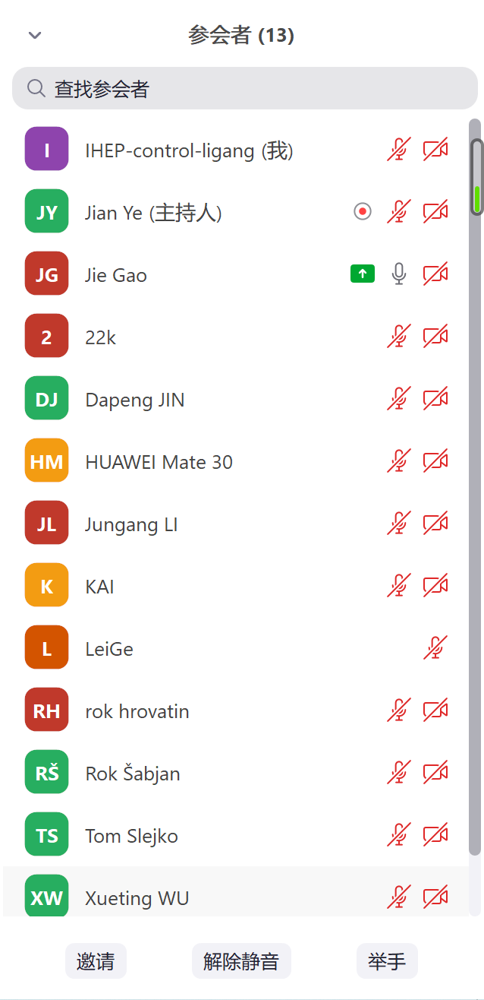 参会者 (13)
查找参会者
I IHEP-control-ligang (我)
JY Jian Ye (主持人)
JG Jie Gao
2 22k
DJ Dapeng JIN
HM HUAWEI Mate 30
JL Jungang LI
K KAI
L LeiGe
RH rok hrovatin
RŠ Rok Šabjan
TS Tom Slejko
XW Xueting WU
邀请 解除静音 举手